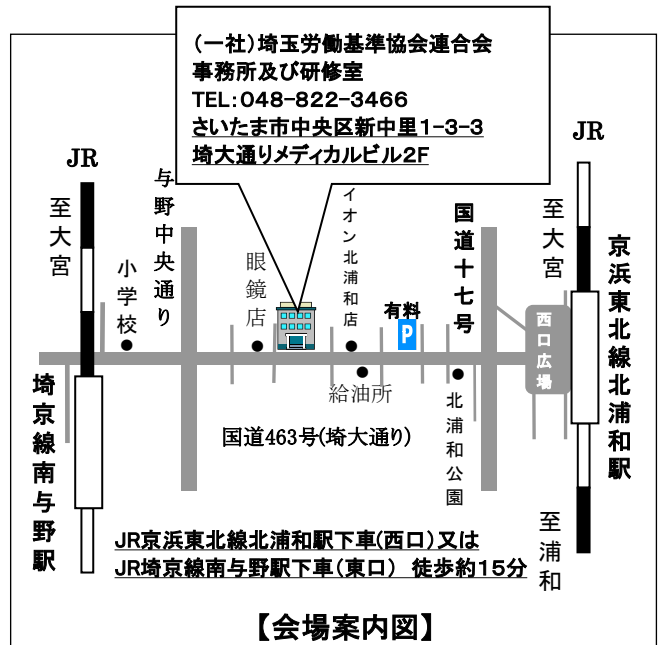 (一社)埼玉労働基準協会連合会
事務所及び研修室
TEL:048-822-3466
さいたま市中央区新中里1-3-3
埼大通りメディカルビル2F
JR
JR
至大宮
与野中央通り
小学校
眼鏡店
イオン北浦和店
有料
P
国道十七号
至大宮
西口広場
京浜東北線北浦和駅
埼京線南与野駅
給油所
北浦和公園
国道463号(埼大通り)
至浦和
JR京浜東北線北浦和駅下車(西口)又は
JR埼京線南与野駅下車(東口) 徒歩約15分
【会場案内図】